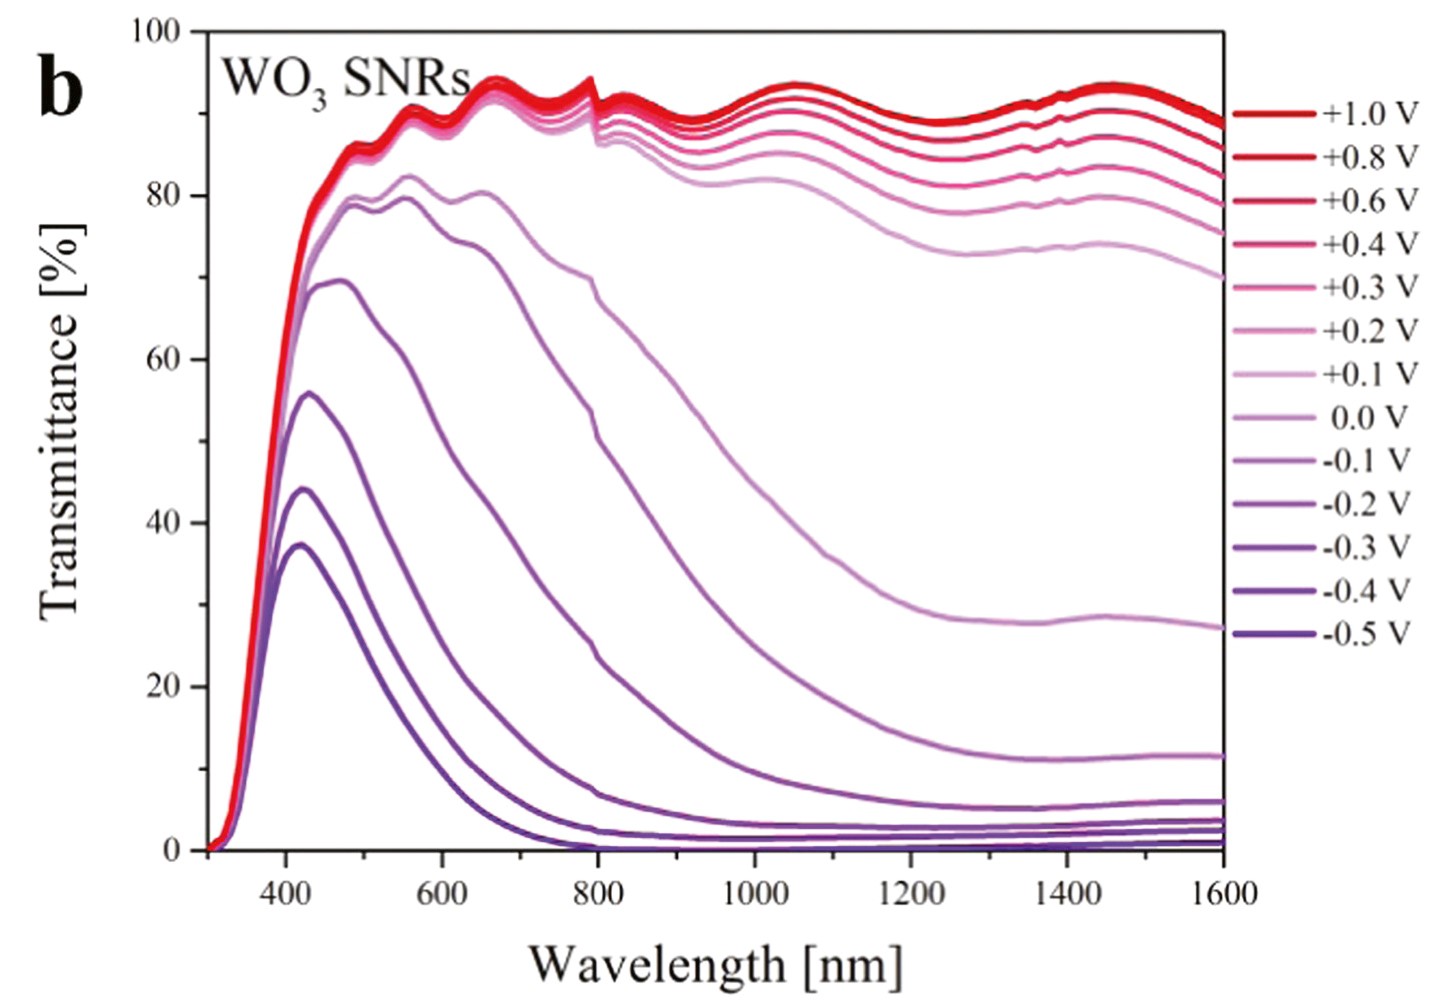 b
WO3 SNRs
Transmittance [%]
100
80
60
40
20
0
400 600 800 1000 1200 1400 1600
Wavelength [nm]
+1.0 V
+0.8 V
+0.6 V
+0.4 V
+0.3 V
+0.2 V
+0.1 V
0.0 V
-0.1 V
-0.2 V
-0.3 V
-0.4 V
-0.5 V